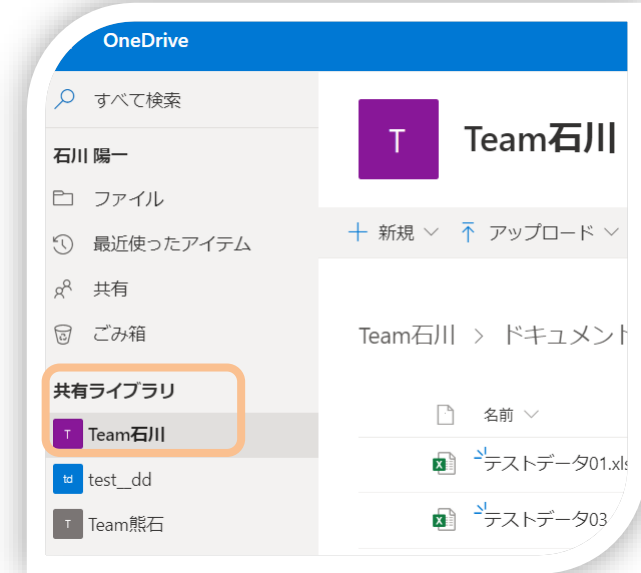 OneDrive
すべて検索
石川 陽一
ファイル
最近使ったアイテム
共有
ごみ箱
共有ライブラリ
T Team石川
td test__dd
T Team熊石
T Team石川
新規 アップロード
Team石川 > ドキュメント
名前
テストデータ01.xls
テストデータ03